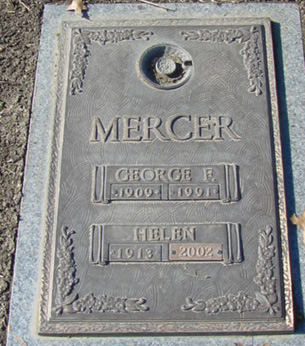 MERCER
GEORGE F.
1909 1991
HELEN
1913 2002